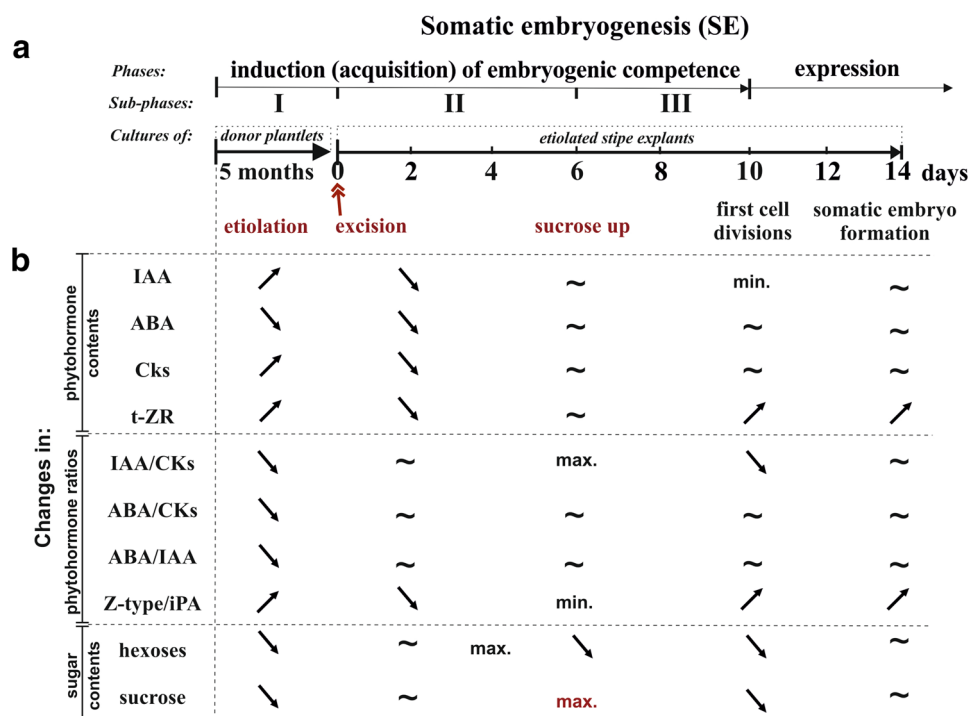 Somatic embryogenesis (SE)
a
Phases: induction (acquisition) of embryogenic competence expression
Sub-phases: I II III
Cultures of: donor plantlets etiolated stipe explants
5 months 0 2 4 6 8 10 12 14 days
etiolation excision sucrose up first cell divisions somatic embryo formation
b
Changes in:
phytohormone contents
IAA ~ min. ~
ABA ~ ~ ~
Cks ~ ~ ~
t-ZR ~
phytohormone ratios
IAA/CKs ~ max. ~
ABA/CKs ~ ~ ~ ~
ABA/IAA ~ ~ ~ ~
Z-type/iPA min.
sugar contents
hexoses ~ max. ~
sucrose ~ max. ~